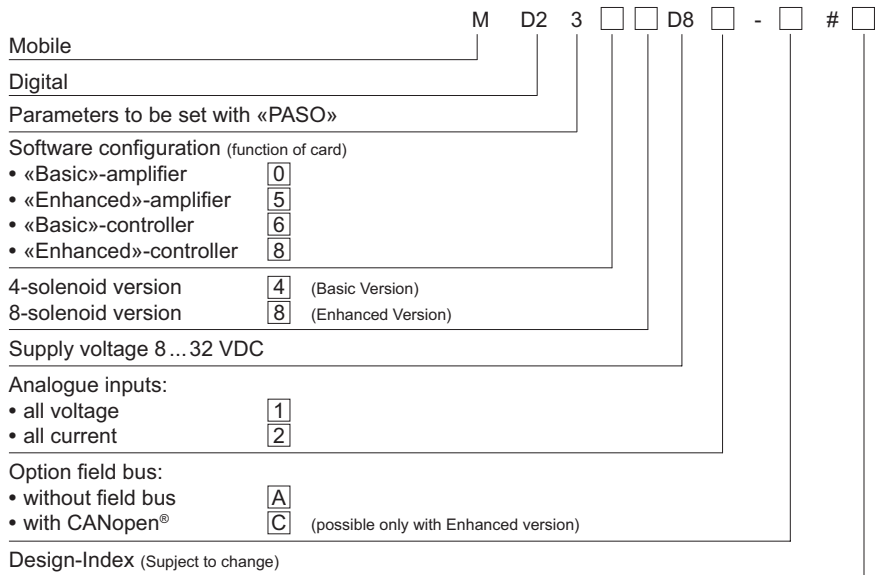 M D2 3 □ □ D8 □ - □ # □
Mobile
Digital
Parameters to be set with «PASO»
Software configuration (function of card)
• «Basic»-amplifier 0
• «Enhanced»-amplifier 5
• «Basic»-controller 6
• «Enhanced»-controller 8
4-solenoid version 4 (Basic Version)
8-solenoid version 8 (Enhanced Version)
Supply voltage 8...32 VDC
Analogue inputs:
• all voltage 1
• all current 2
Option field bus:
• without field bus A
• with CANopen® C (possible only with Enhanced version)
Design-Index (Supject to change)